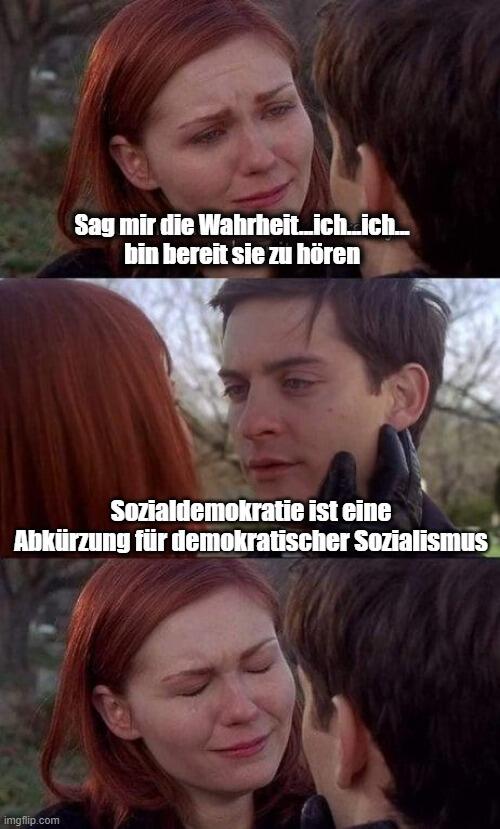 Sag mir die Wahrheit...ich...ich...
bin bereit sie zu hören
Sozialdemokratie ist eine
Abkürzung für demokratischer Sozialismus
imgflip.com